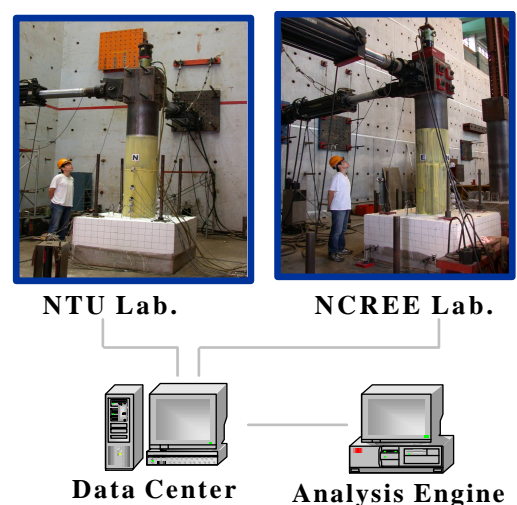 N
E
NTU Lab.
NCREE Lab.
Data Center
Analysis Engine